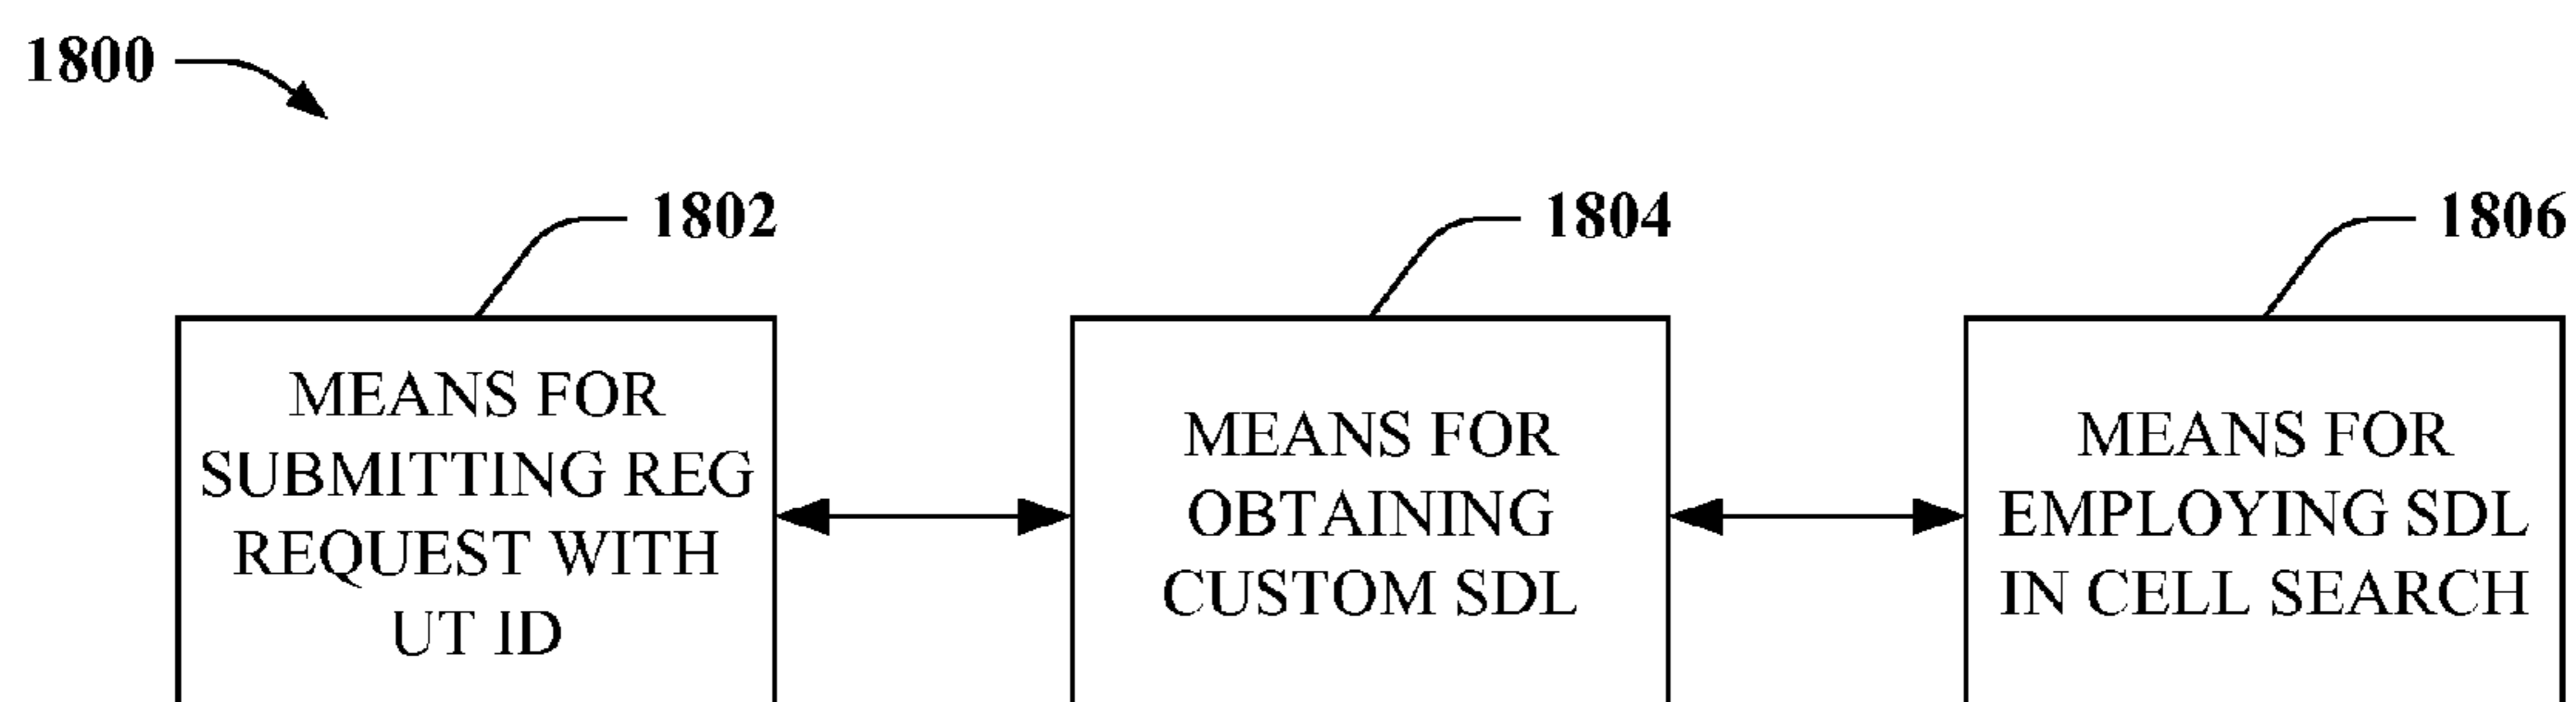 1800
1802
1804
1806
MEANS FOR
SUBMITTING REG
REQUEST WITH
UT ID
MEANS FOR
OBTAINING
CUSTOM SDL
MEANS FOR
EMPLOYING SDL
IN CELL SEARCH